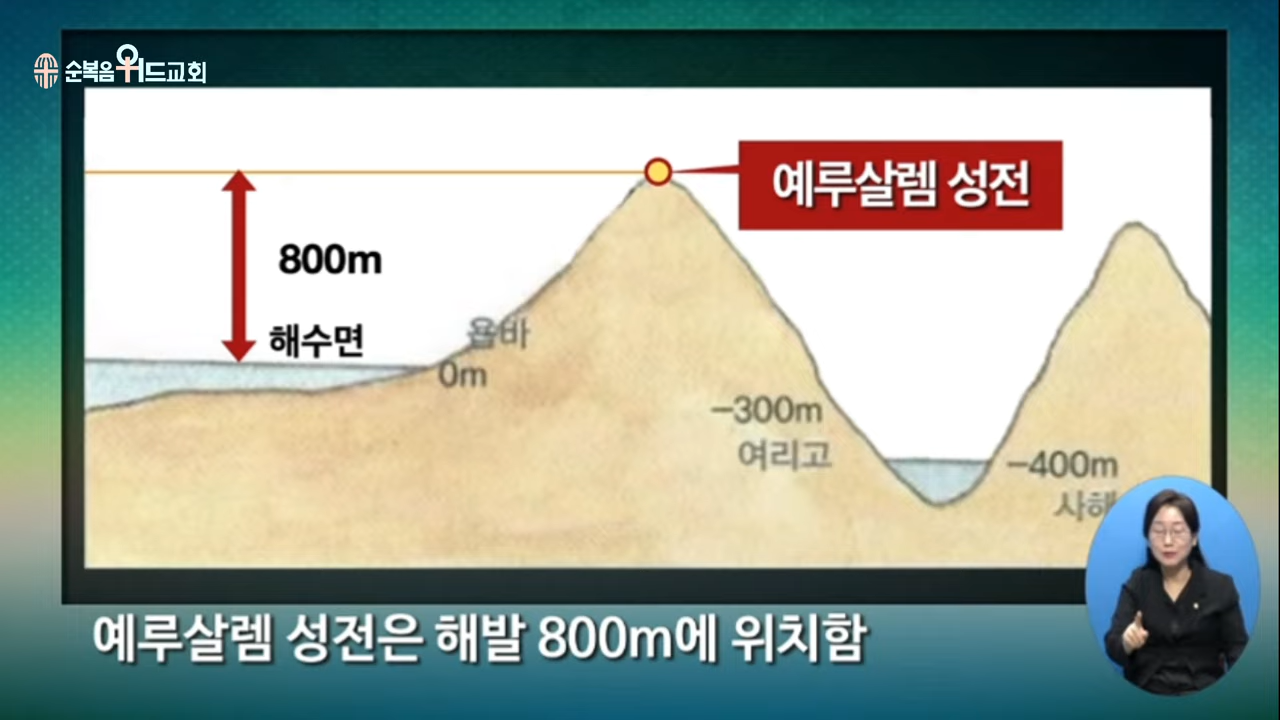 순복음위드교회
예루살렘 성전
800m
해수면
욥바
0m
-300m
여리고
-400m
사해
예루살렘 성전은 해발 800m에 위치함